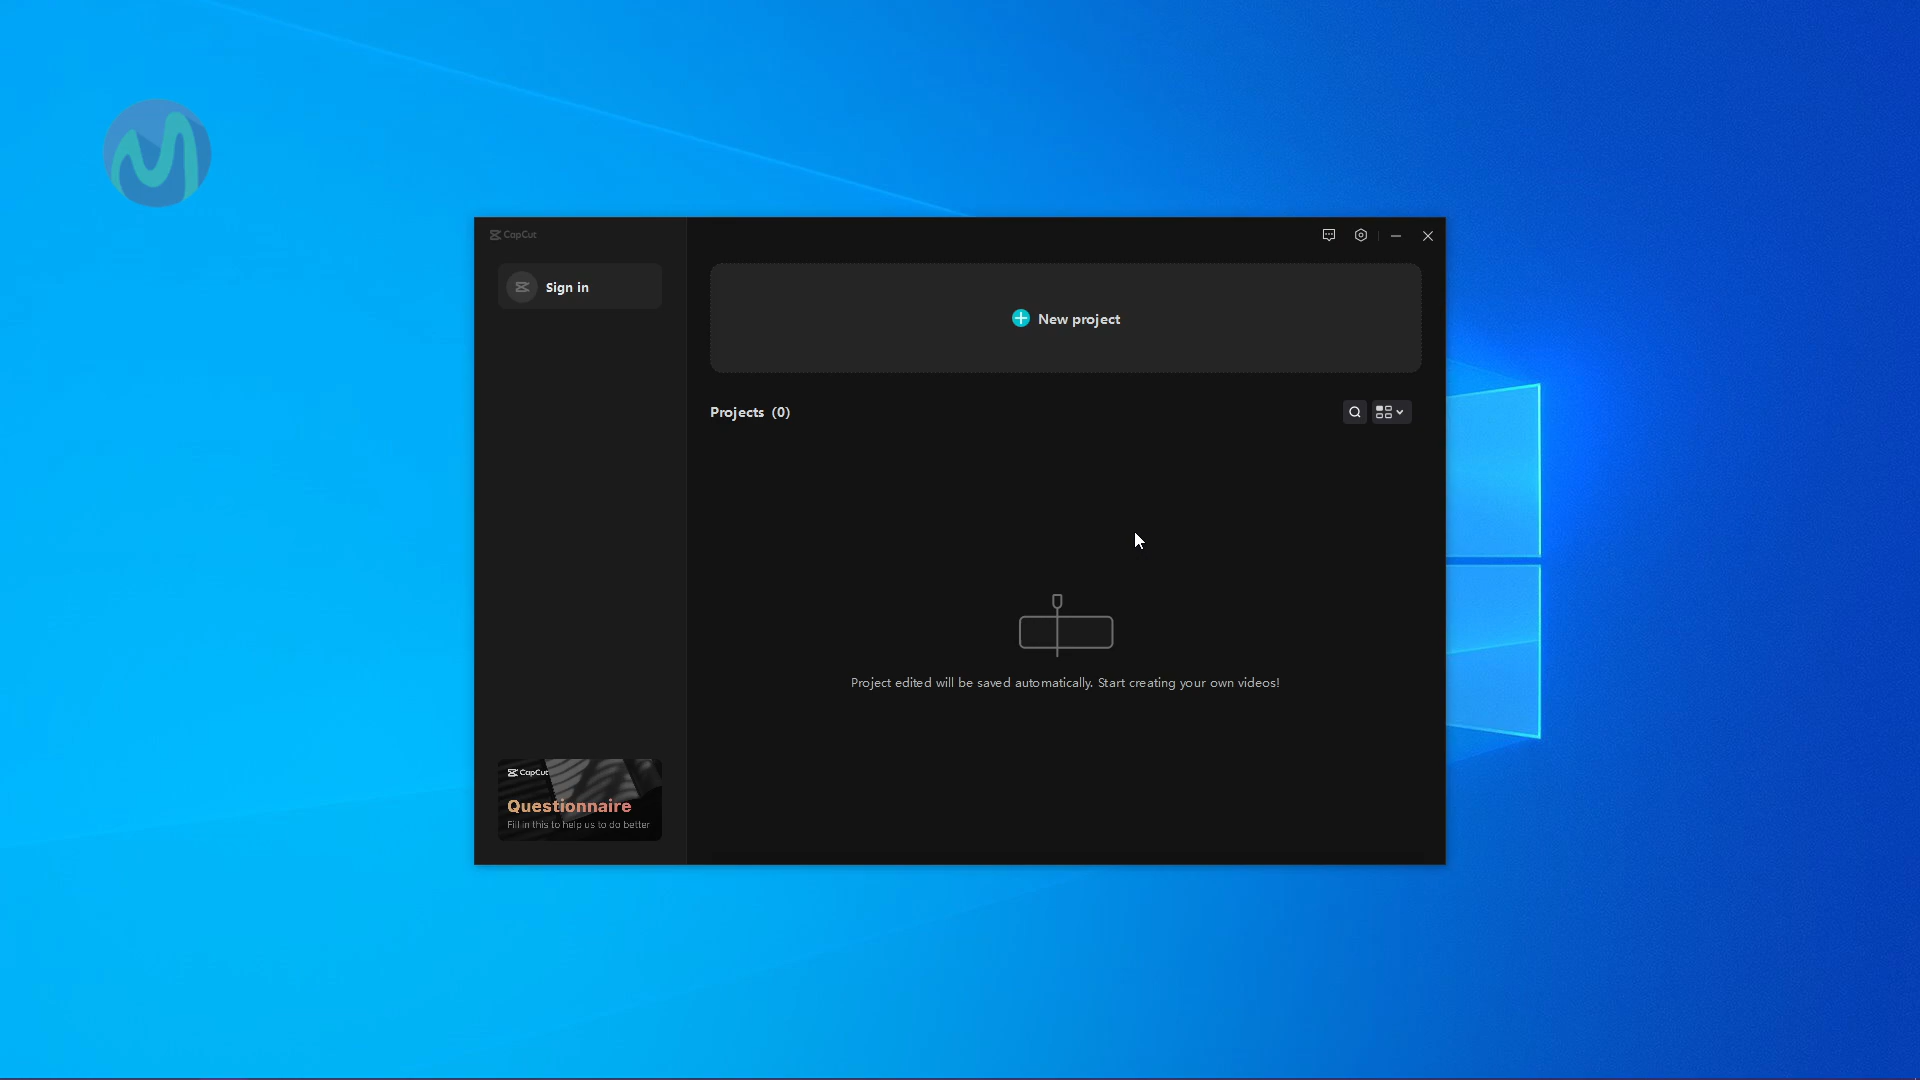 CapCut
Sign in
New project
Projects (0)
Project edited will be saved automatically. Start creating your own videos!
CapCut
Questionnaire
Fill in this to help us to do better